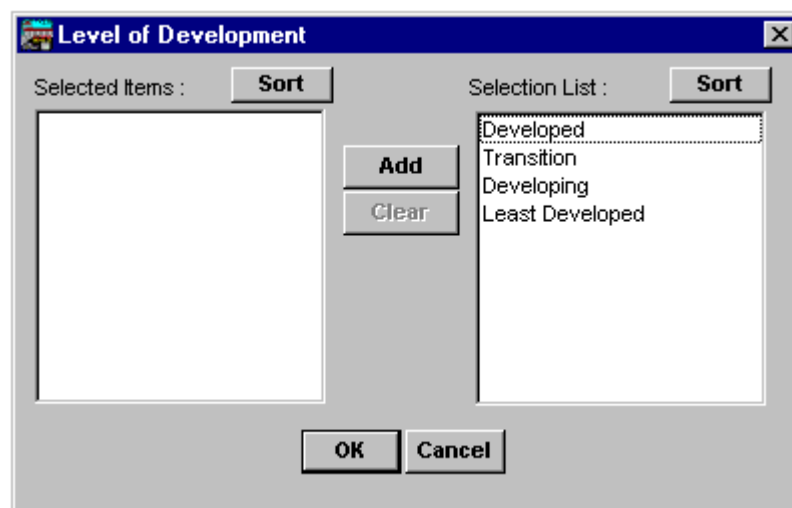 Level of Development
Selected Items : Sort
Selection List : Sort
Developed
Transition
Developing
Least Developed
Add
Clear
OK Cancel